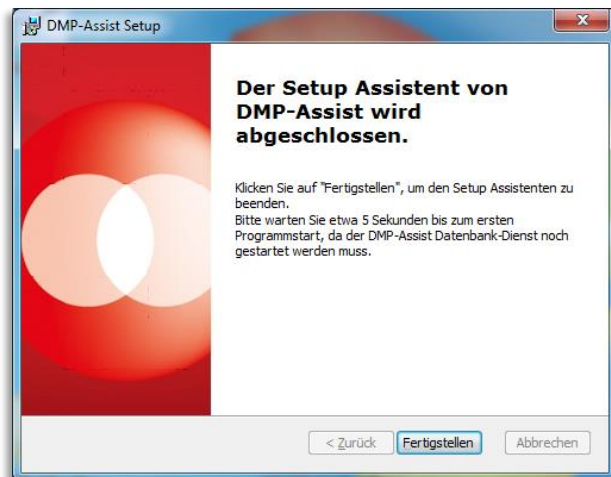 DMP-Assist Setup
Der Setup Assistent von
DMP-Assist wird
abgeschlossen.
Klicken Sie auf "Fertigstellen", um den Setup Assistenten zu
beenden.
Bitte warten Sie etwa 5 Sekunden bis zum ersten
Programmstart, da der DMP-Assist Datenbank-Dienst noch
gestartet werden muss.
< Zurück Fertigstellen Abbrechen